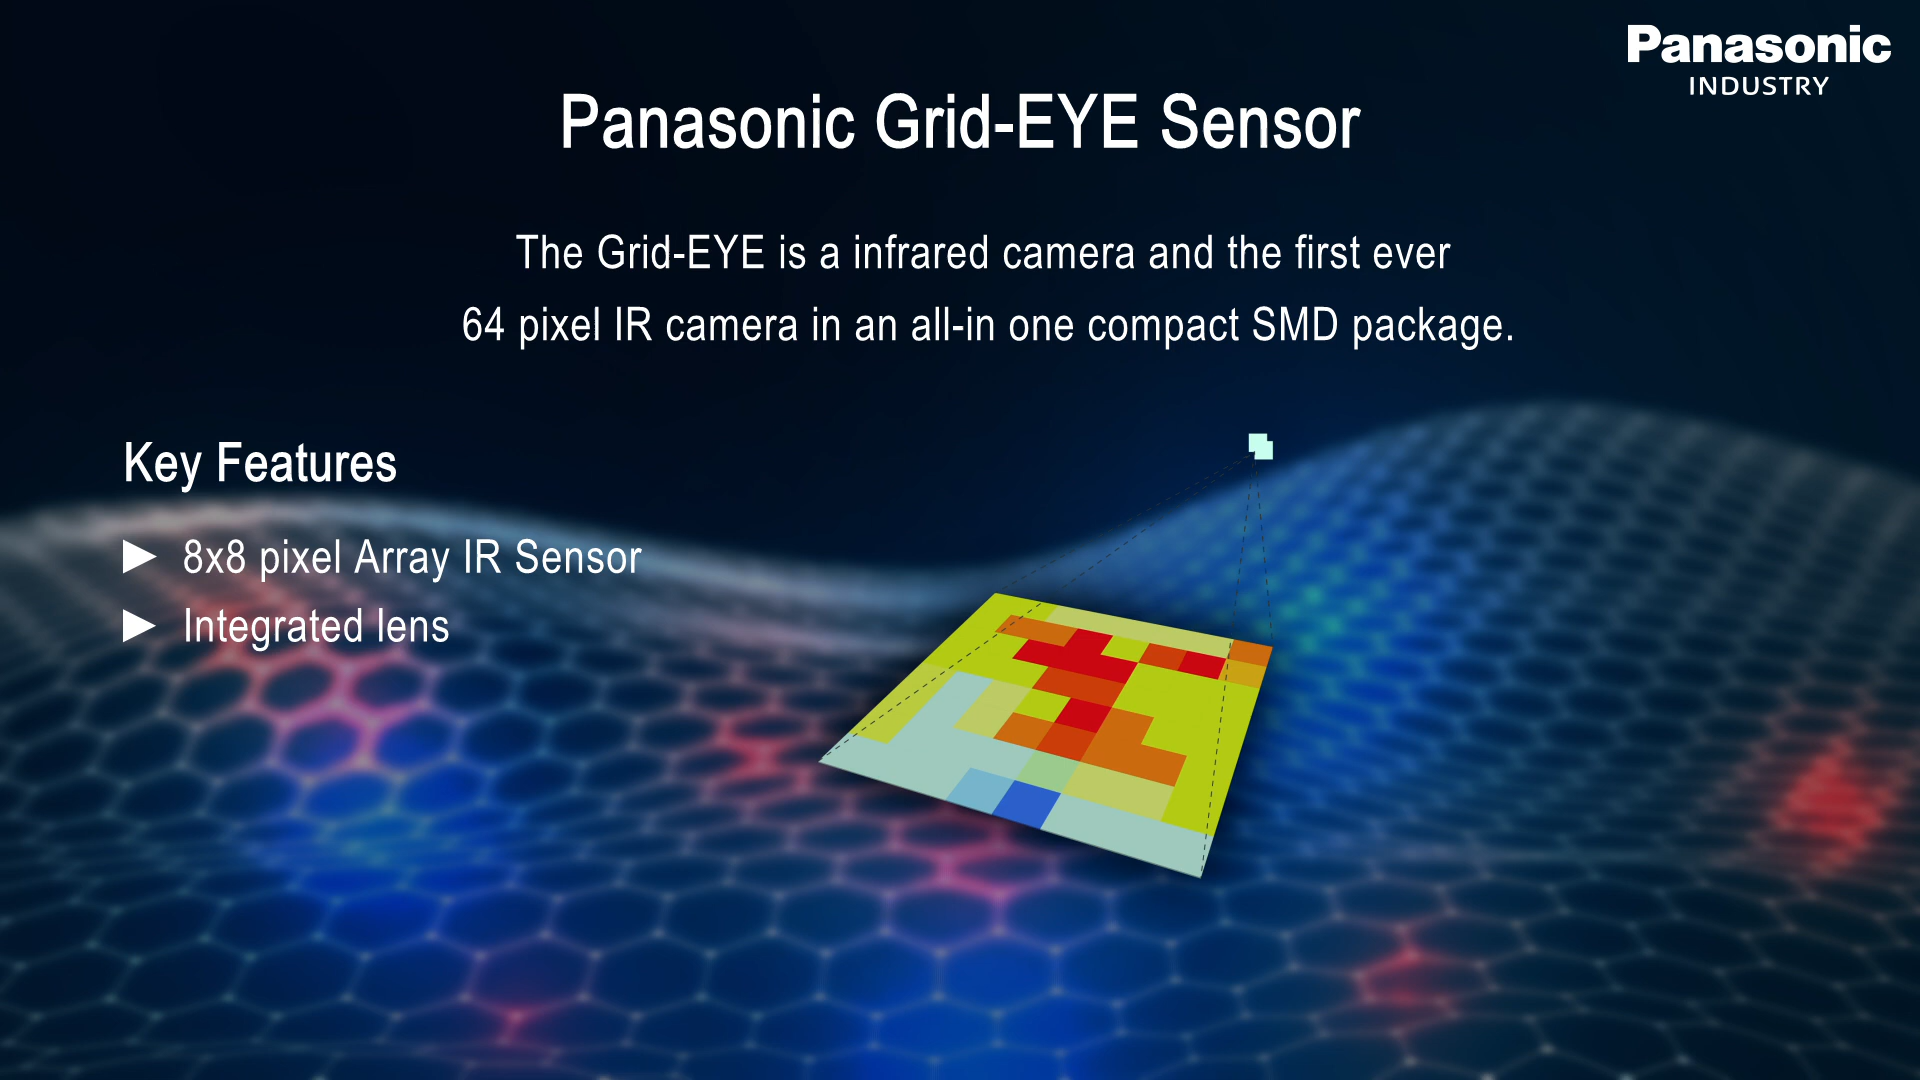 Panasonic
INDUSTRY
Panasonic Grid-EYE Sensor
The Grid-EYE is a infrared camera and the first ever
64 pixel IR camera in an all-in one compact SMD package.
Key Features
▶ 8x8 pixel Array IR Sensor
▶ Integrated lens